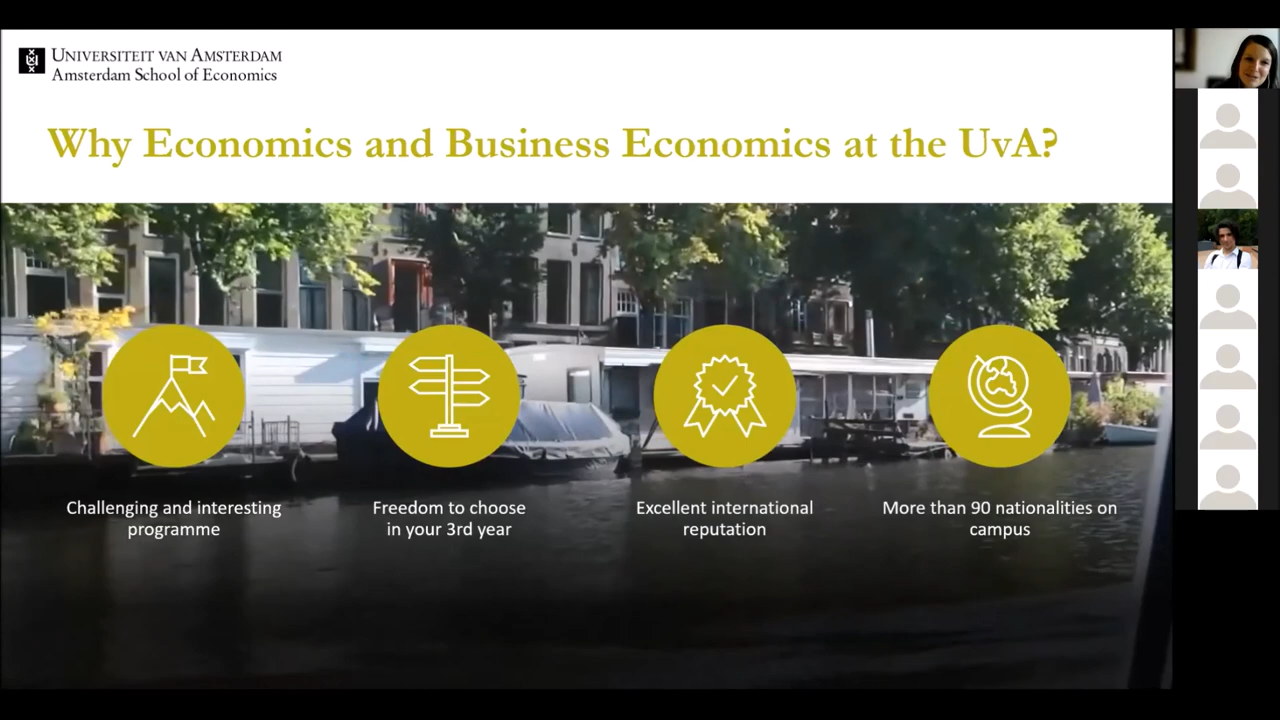 UNIVERSITEIT VAN AMSTERDAM
Amsterdam School of Economics
Why Economics and Business Economics at the UvA?
Challenging and interesting
programme
Freedom to choose
in your 3rd year
Excellent international
reputation
More than 90 nationalities on
campus